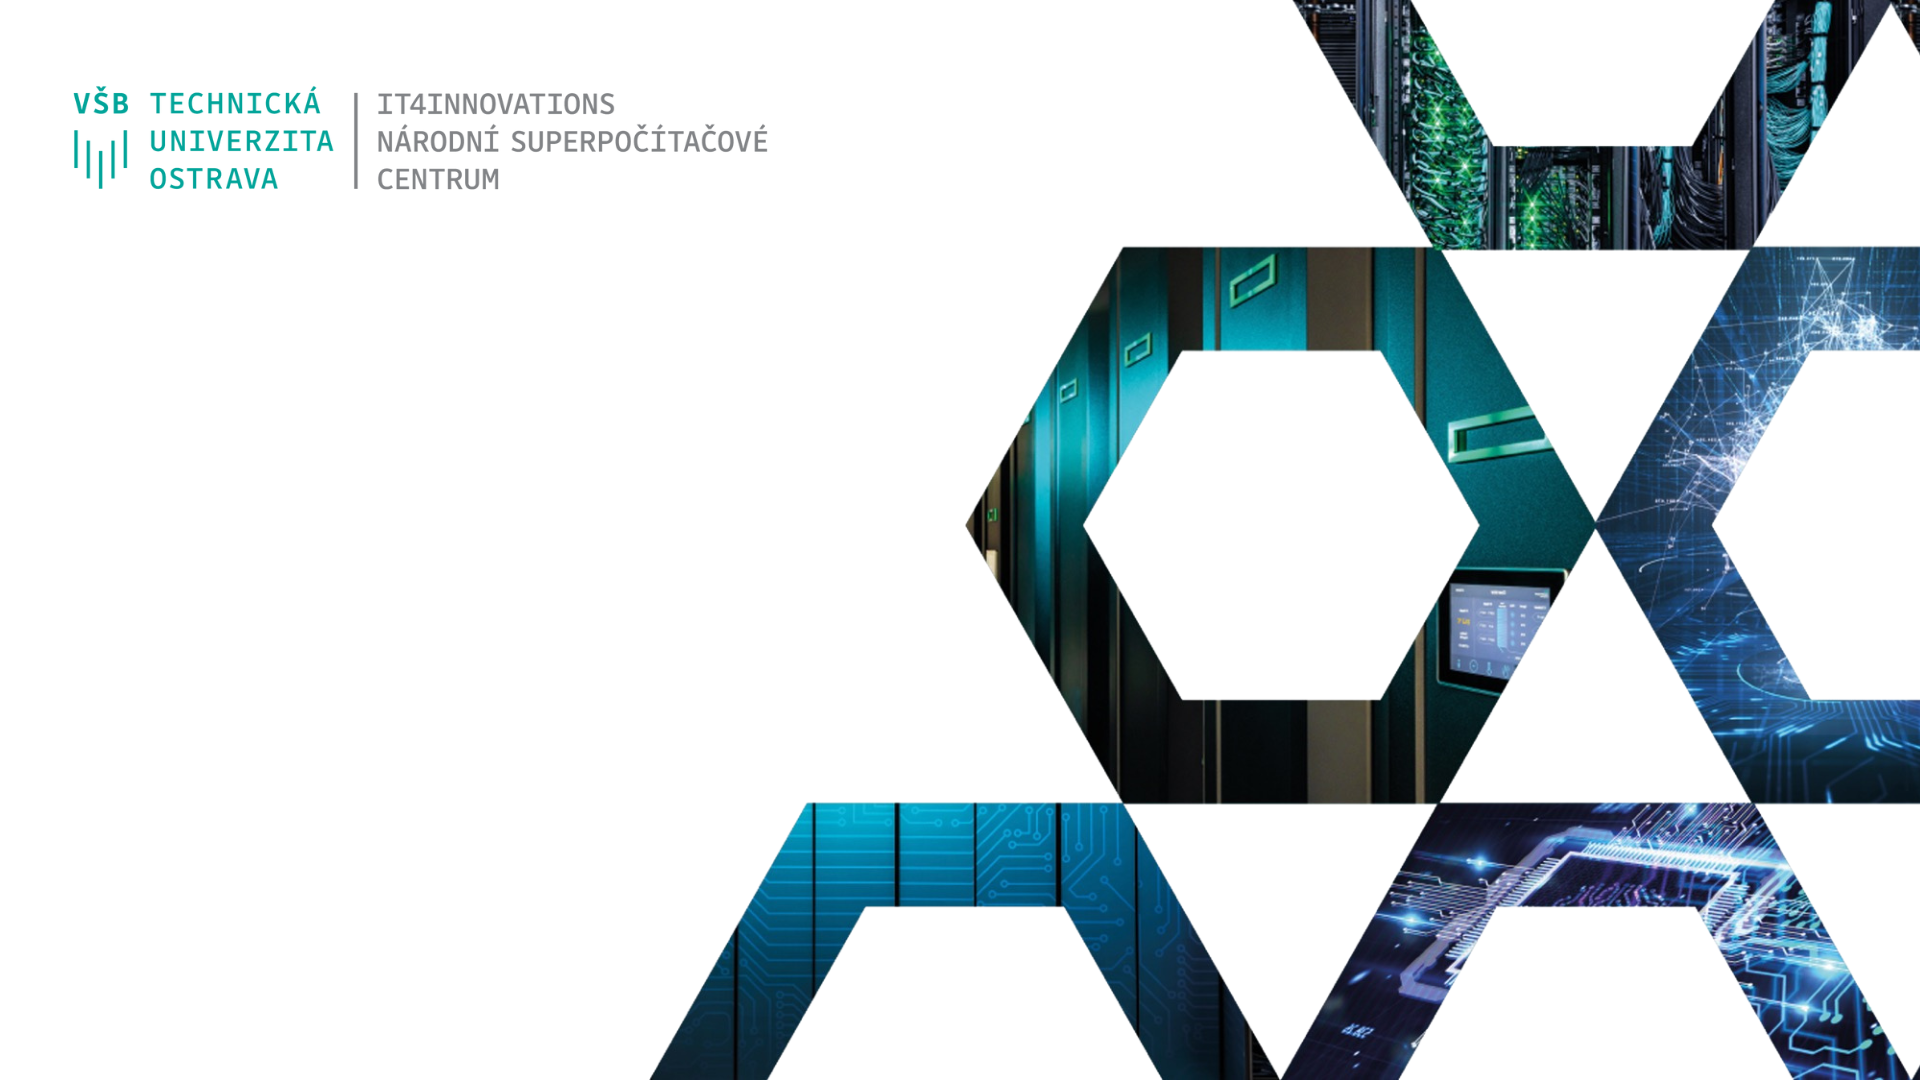 VŠB TECHNICKÁ
UNIVERZITA
OSTRAVA
IT4INNOVATIONS
NÁRODNÍ SUPERPOČÍTAČOVÉ
CENTRUM